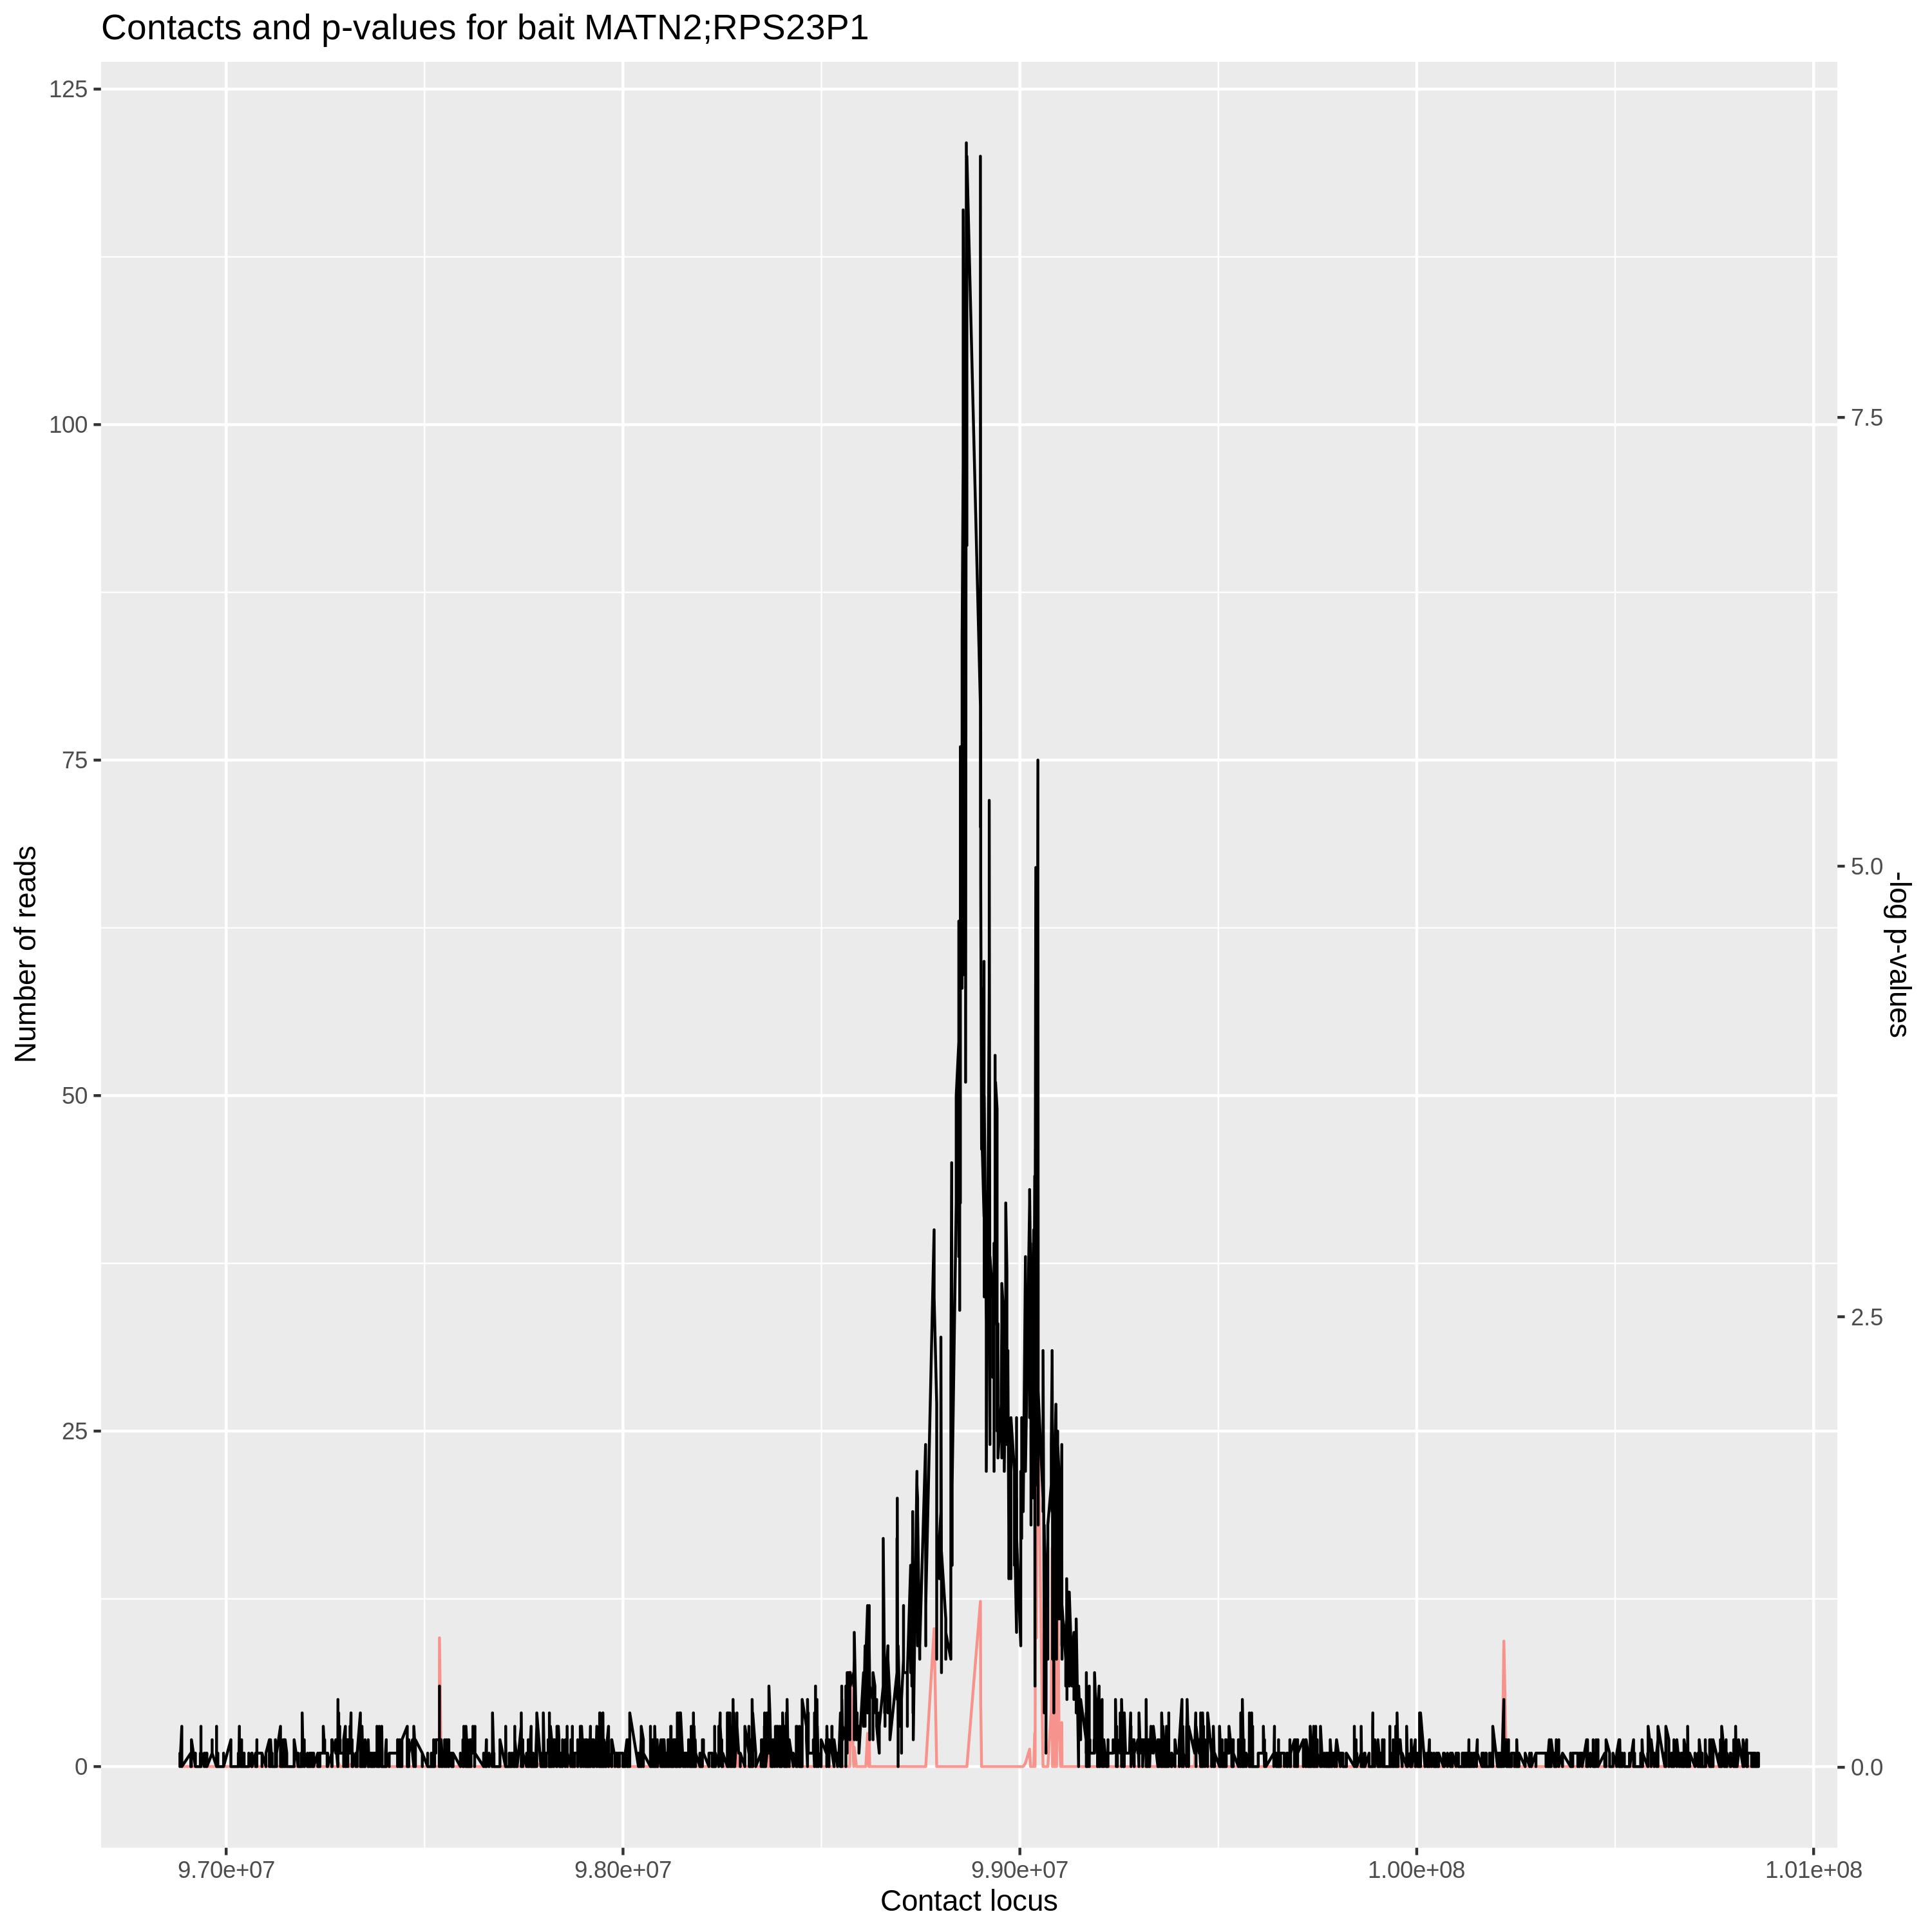 Contacts and p-values for bait MATN2;RPS23P1
125
100
75
50
25
0
Number of reads
7.5
5.0
2.5
0.0
-log p-values
9.70e+07 9.80e+07 9.90e+07 1.00e+08 1.01e+08
Contact locus